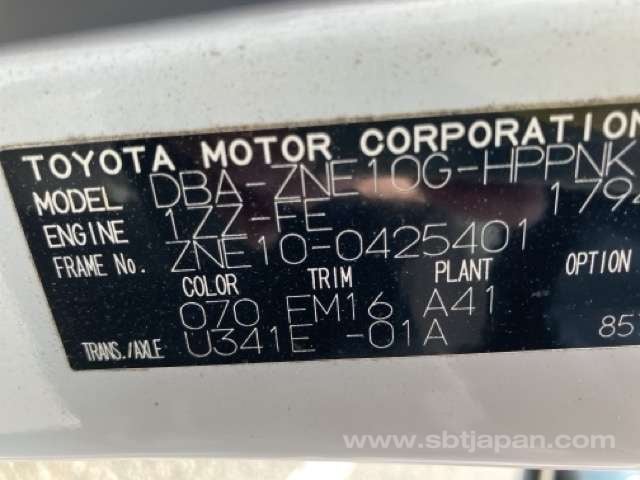 TOYOTA MOTOR CORPORATION
MODEL DBA-ZNE10G-HPPNK
ENGINE 1ZZ-FE 1794
FRAME No. ZNE10-0425401
COLOR TRIM PLANT OPTION
070 FM16 A41
TRANS./AXLE U341E -01A 851
www.sbtjapan.com